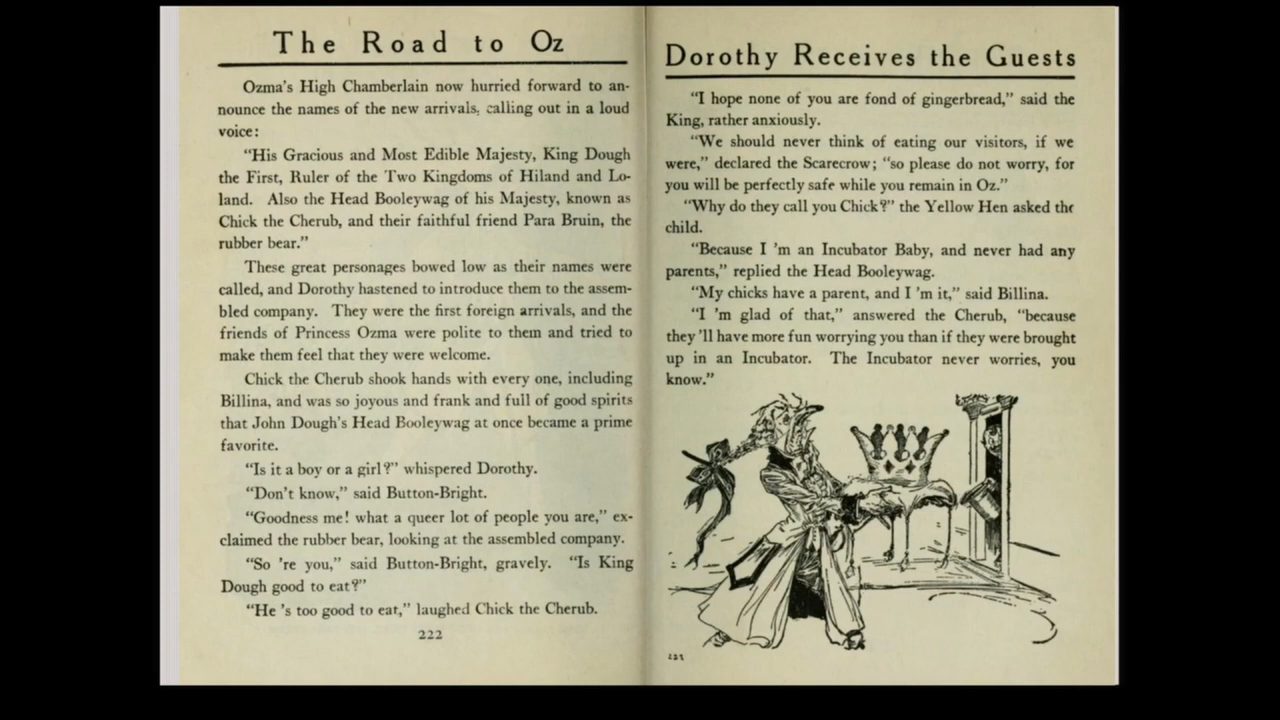 The Road to Oz
Ozma's High Chamberlain now hurried forward to an-
nounce the names of the new arrivals, calling out in a loud
voice:
"His Gracious and Most Edible Majesty, King Dough
the First, Ruler of the Two Kingdoms of Hiland and Lo-
land. Also the Head Booleywag of his Majesty, known as
Chick the Cherub, and their faithful friend Para Bruin, the
rubber bear."
These great personages bowed low as their names were
called, and Dorothy hastened to introduce them to the assem-
bled company. They were the first foreign arrivals, and the
friends of Princess Ozma were polite to them and tried to
make them feel that they were welcome.
Chick the Cherub shook hands with every one, including
Billina, and was so joyous and frank and full of good spirits
that John Dough's Head Booleywag at once became a prime
favorite.
"Is it a boy or a girl?" whispered Dorothy.
"Don't know," said Button-Bright.
"Goodness me! what a queer lot of people you are," ex-
claimed the rubber bear, looking at the assembled company.
"So 're you," said Button-Bright, gravely. "Is King
Dough good to eat?"
"He 's too good to eat," laughed Chick the Cherub.
222
Dorothy Receives the Guests
"I hope none of you are fond of gingerbread," said the
King, rather anxiously.
"We should never think of eating our visitors, if we
were," declared the Scarecrow; "so please do not worry, for
you will be perfectly safe while you remain in Oz."
"Why do they call you Chick?" the Yellow Hen asked the
child.
"Because I 'm an Incubator Baby, and never had any
parents," replied the Head Booleywag.
"My chicks have a parent, and I 'm it," said Billina.
"I 'm glad of that," answered the Cherub, "because
they 'll have more fun worrying you than if they were brought
up in an Incubator. The Incubator never worries, you
know."